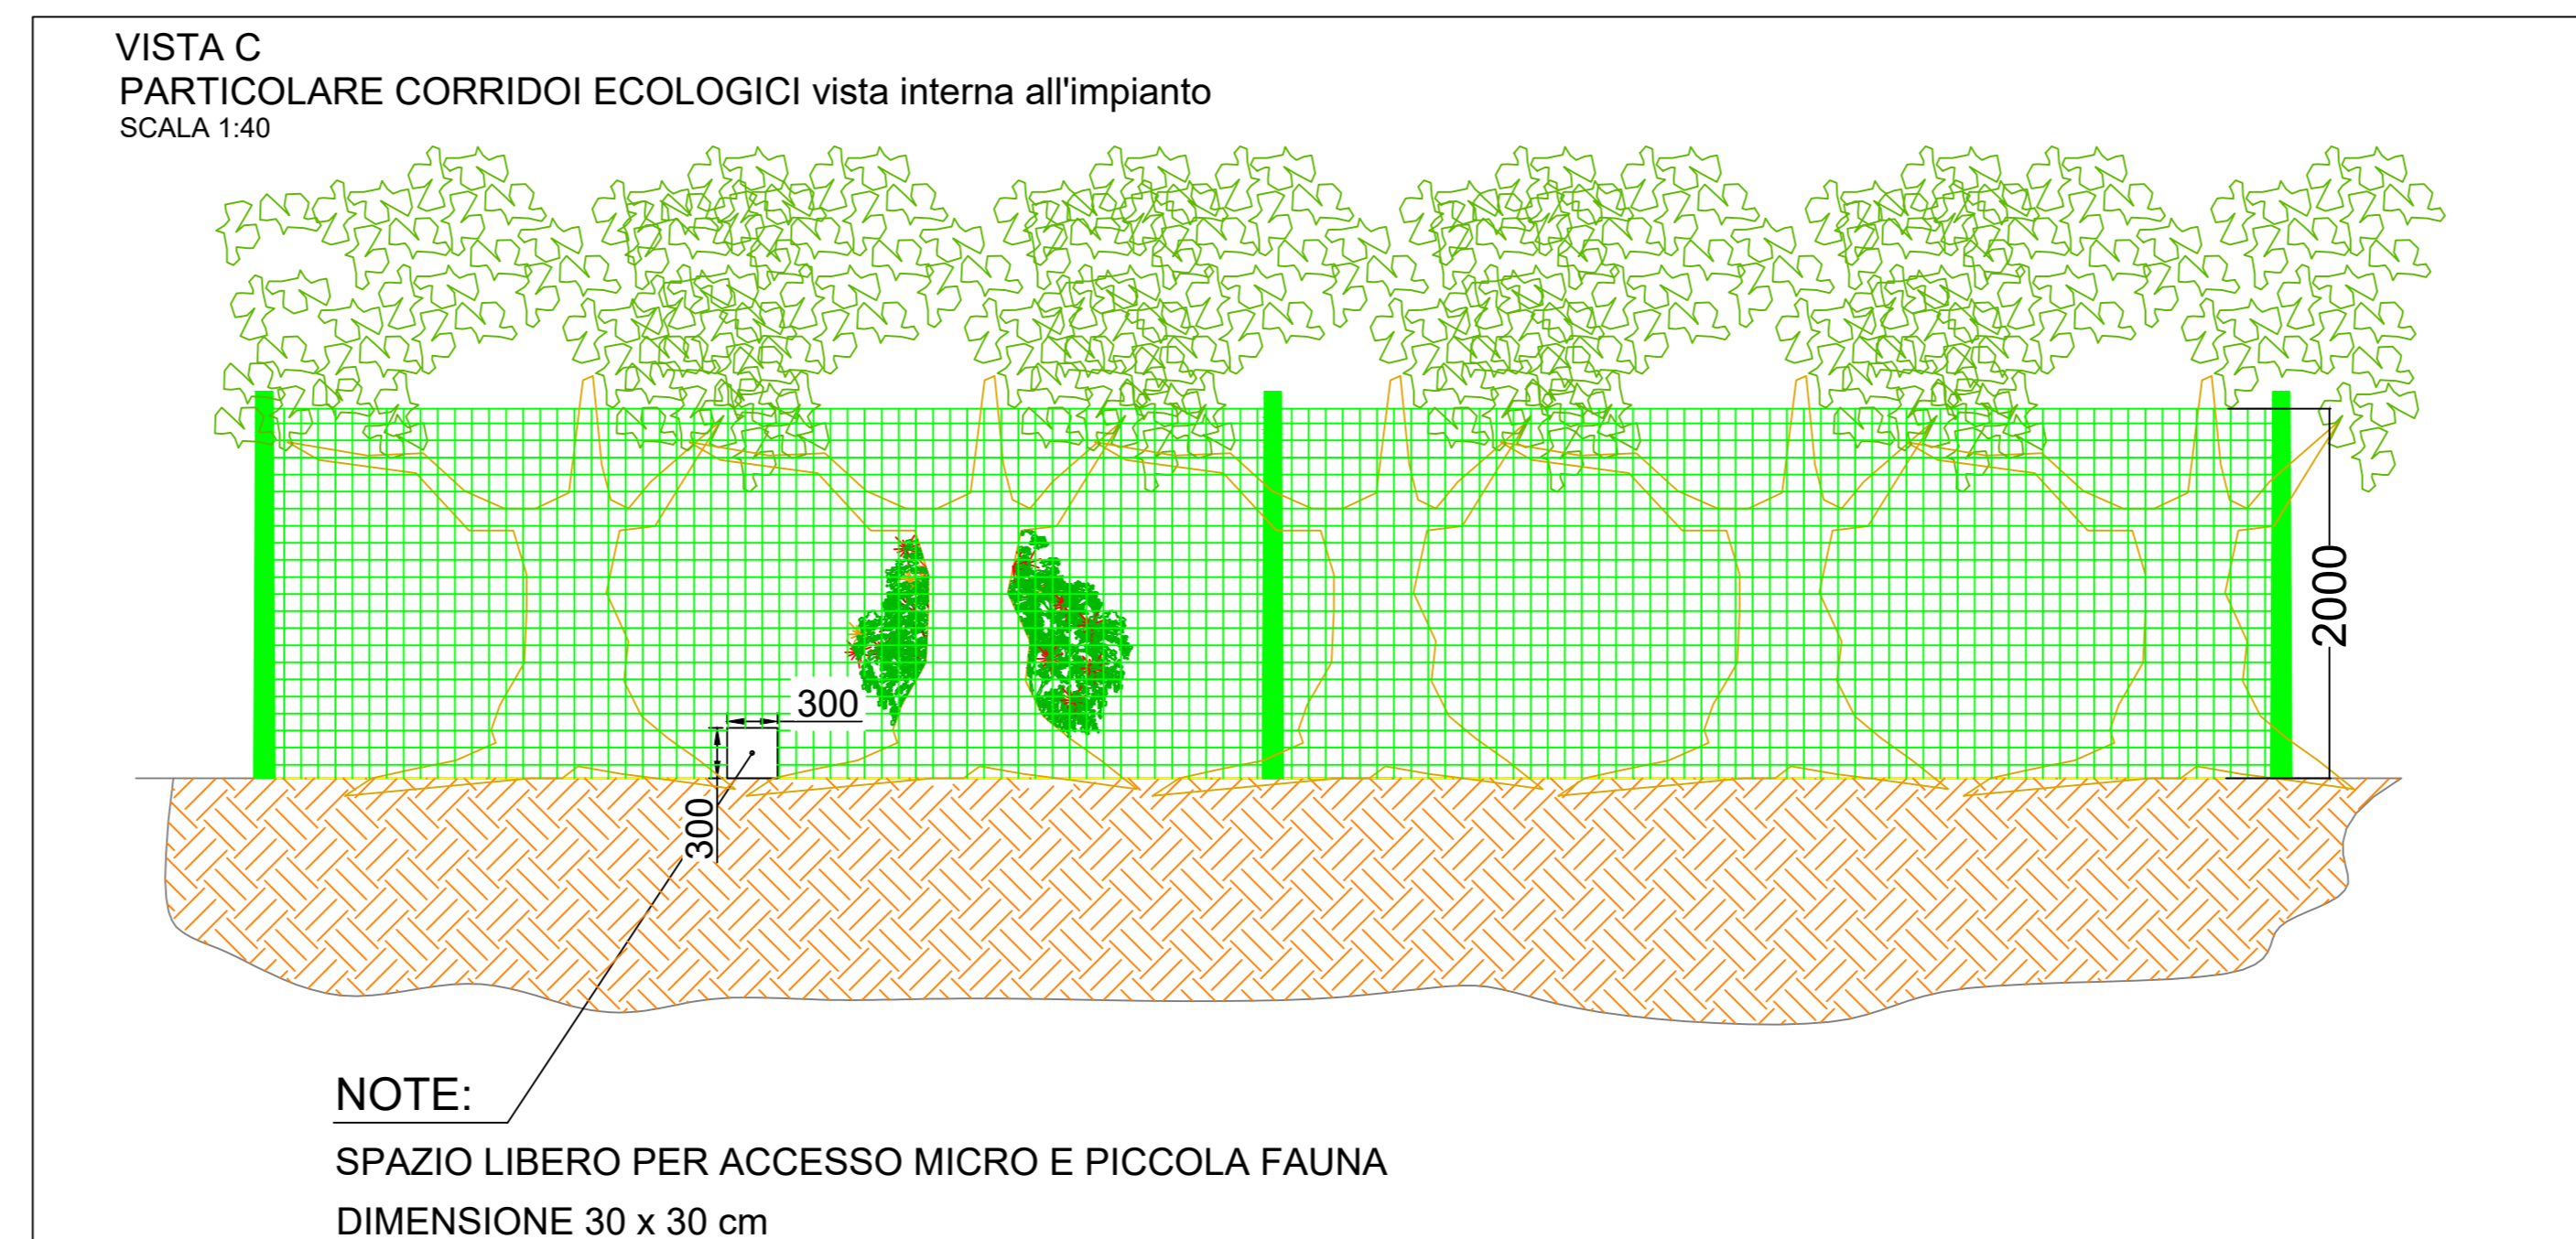 VISTA C
PARTICOLARE CORRIDOI ECOLOGICI vista interna all'impianto
SCALA 1:40
2000
300
300
NOTE:
SPAZIO LIBERO PER ACCESSO MICRO E PICCOLA FAUNA
DIMENSIONE 30 x 30 cm